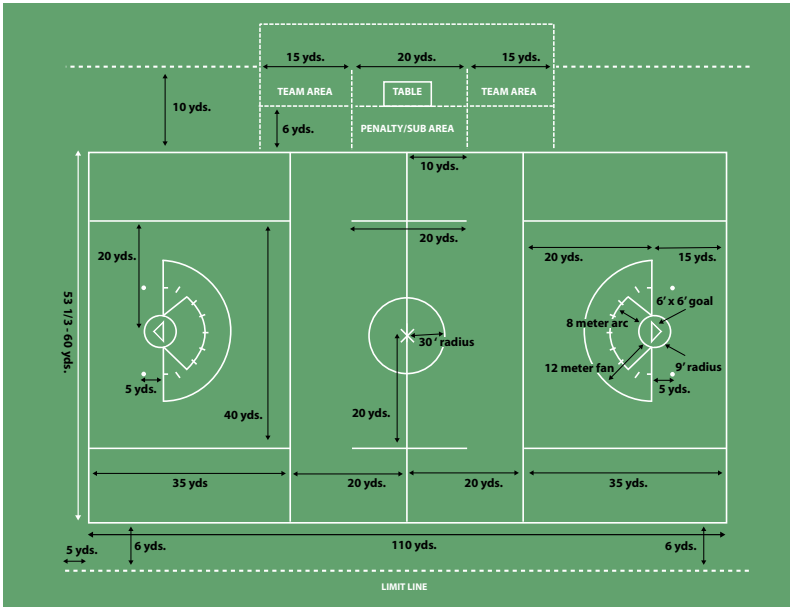 15 yds.
20 yds.
15 yds.
TEAM AREA
TABLE
TEAM AREA
10 yds.
6 yds.
PENALTY/SUB AREA
10 yds.
20 yds.
20 yds.
20 yds.
15 yds.
53 1/3 - 60 yds.
6’ x 6’ goal
8 meter arc
30 ’ radius
12 meter fan
9’ radius
5 yds.
5 yds.
40 yds.
20 yds.
35 yds
20 yds.
20 yds.
35 yds.
5 yds.
6 yds.
110 yds.
6 yds.
LIMIT LINE